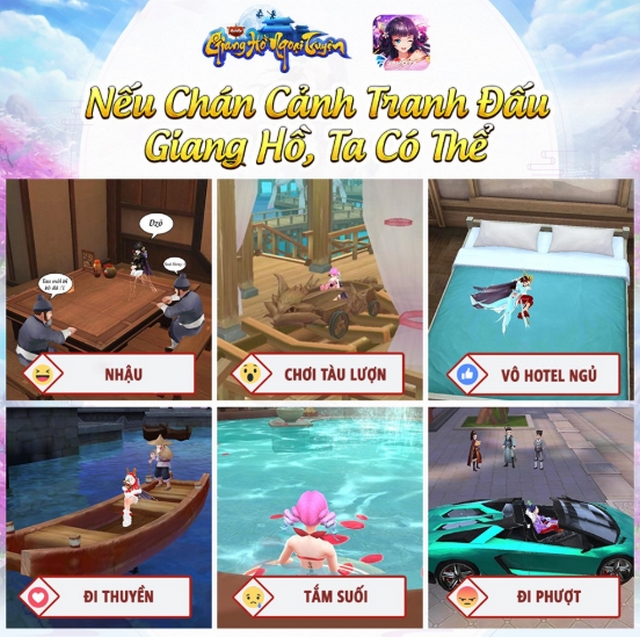 Giang Hồ Ngoại Truyện
Nếu Chán Cảnh Tranh Đấu
Giang Hồ, Ta Có Thể
Dzô
NHẬU
CHƠI TÀU LƯỢN
VÔ HOTEL NGỦ
ĐI THUYỀN
TẮM SUỐI
ĐI PHƯỢT